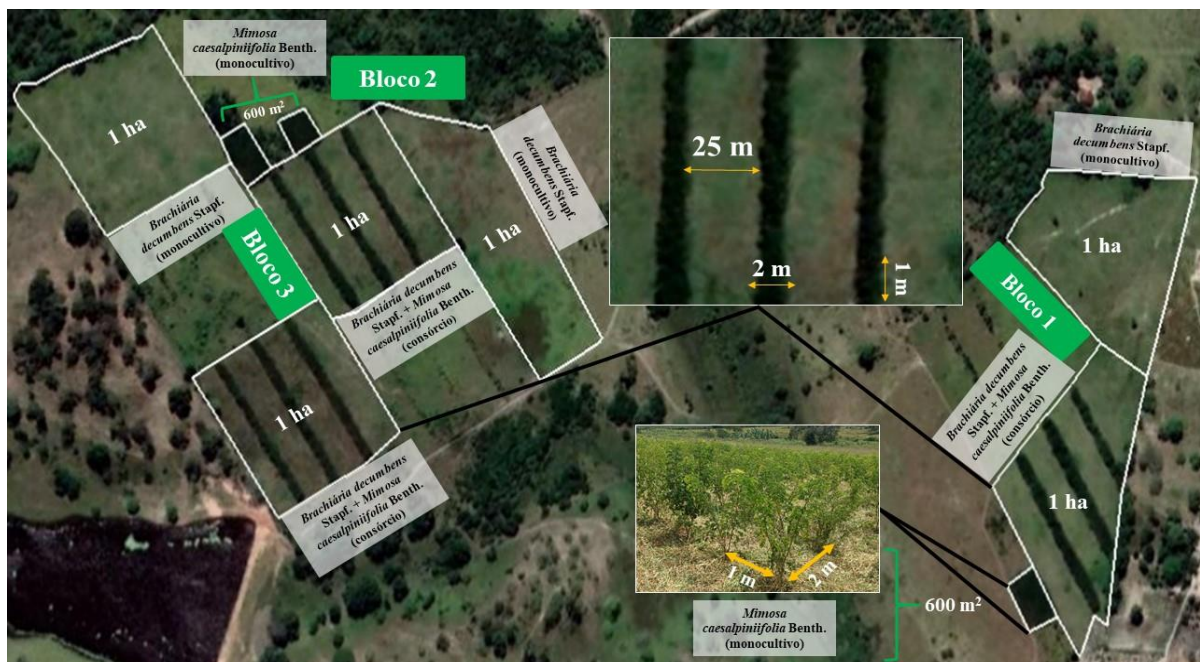 Mimosa
caesalpiniifolia Benth.
(monocultivo)
600 m²
Bloco 2
1 ha
Brachiária
decumbens Stapf.
(monocultivo)
Bloco 3
1 ha
Brachiária decumbens
Stapf. + Mimosa
caesalpiniifolia Benth.
(consórcio)
1 ha
Brachiária
decumbens Stapf.
(monocultivo)
1 ha
Brachiária decumbens
Stapf. + Mimosa
caesalpiniifolia Benth.
(consórcio)
25 m
2 m
1 m
Brachiária
decumbens Stapf.
(monocultivo)
1 ha
Bloco 1
Brachiária decumbens
Stapf. + Mimosa
caesalpiniifolia Benth.
(consórcio)
1 ha
1 m
2 m
Mimosa
caesalpiniifolia Benth.
(monocultivo)
600 m²